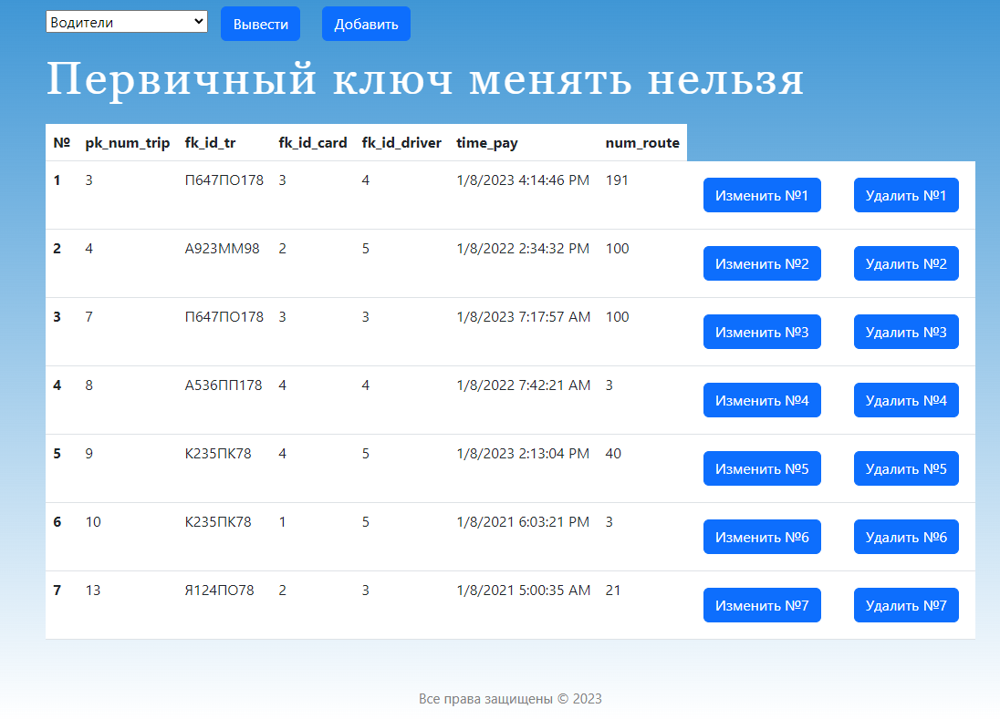 Водители Вывести Добавить
Первичный ключ менять нельзя
№ pk_num_trip fk_id_tr fk_id_card fk_id_driver time_pay num_route
1 3 П647ПО178 3 4 1/8/2023 4:14:46 PM 191 Изменить №1 Удалить №1
2 4 А923ММ98 2 5 1/8/2022 2:34:32 PM 100 Изменить №2 Удалить №2
3 7 П647ПО178 3 3 1/8/2023 7:17:57 AM 100 Изменить №3 Удалить №3
4 8 А536ПП178 4 4 1/8/2022 7:42:21 AM 3 Изменить №4 Удалить №4
5 9 К235ПК78 4 5 1/8/2023 2:13:04 PM 40 Изменить №5 Удалить №5
6 10 К235ПК78 1 5 1/8/2021 6:03:21 PM 3 Изменить №6 Удалить №6
7 13 Я124ПО78 2 3 1/8/2021 5:00:35 AM 21 Изменить №7 Удалить №7
Все права защищены © 2023